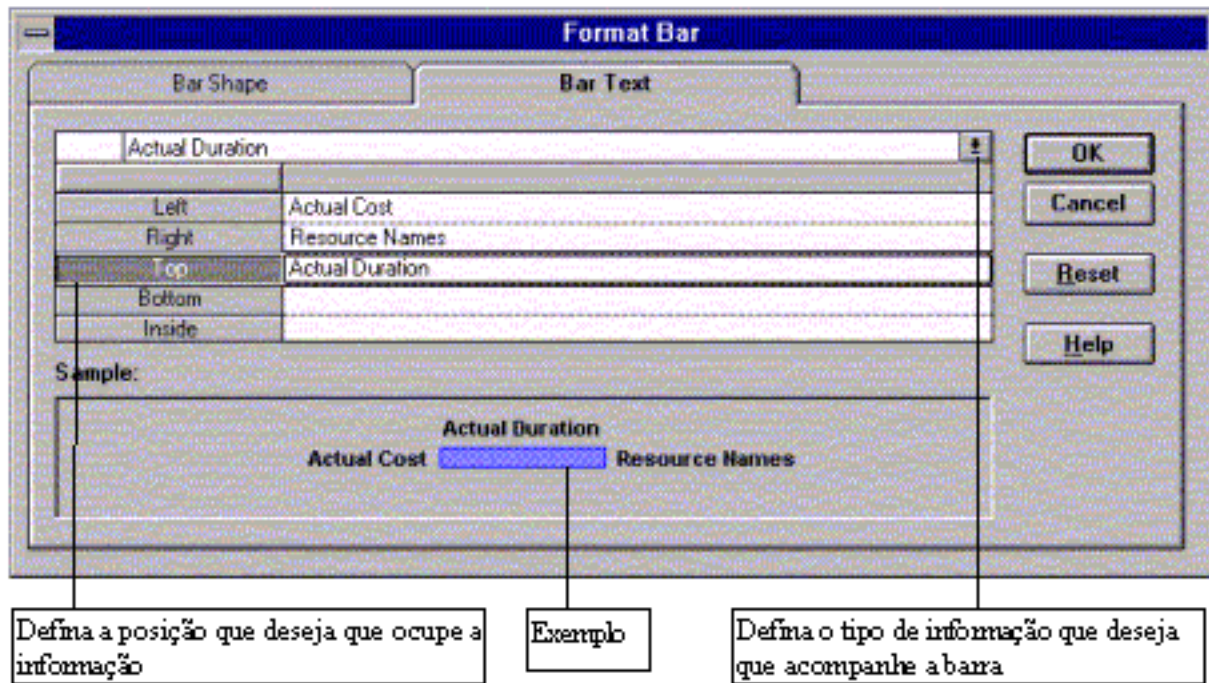 Format Bar
Bar Shape
Bar Text
Actual Duration
OK
Cancel
Reset
Help
Left Actual Cost
Right Resource Names
Top Actual Duration
Bottom
Inside
Sample:
Actual Duration
Actual Cost Resource Names
Defina a posição que deseja que ocupe a
informação
Exemplo
Defina o tipo de informação que deseja
que acompanhe a barra